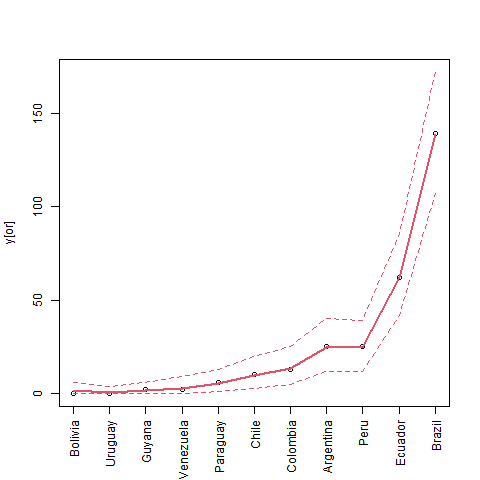 y[or]
150
100
50
0
Bolivia
Uruguay
Guyana
Venezuela
Paraguay
Chile
Colombia
Argentina
Peru
Ecuador
Brazil